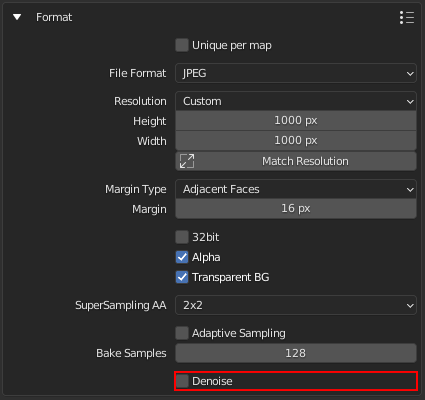 Format
Unique per map
File Format JPEG
Resolution Custom
Height 1000 px
Width 1000 px
Match Resolution
Margin Type Adjacent Faces
Margin 16 px
32bit
Alpha
Transparent BG
SuperSampling AA 2x2
Adaptive Sampling
Bake Samples 128
Denoise